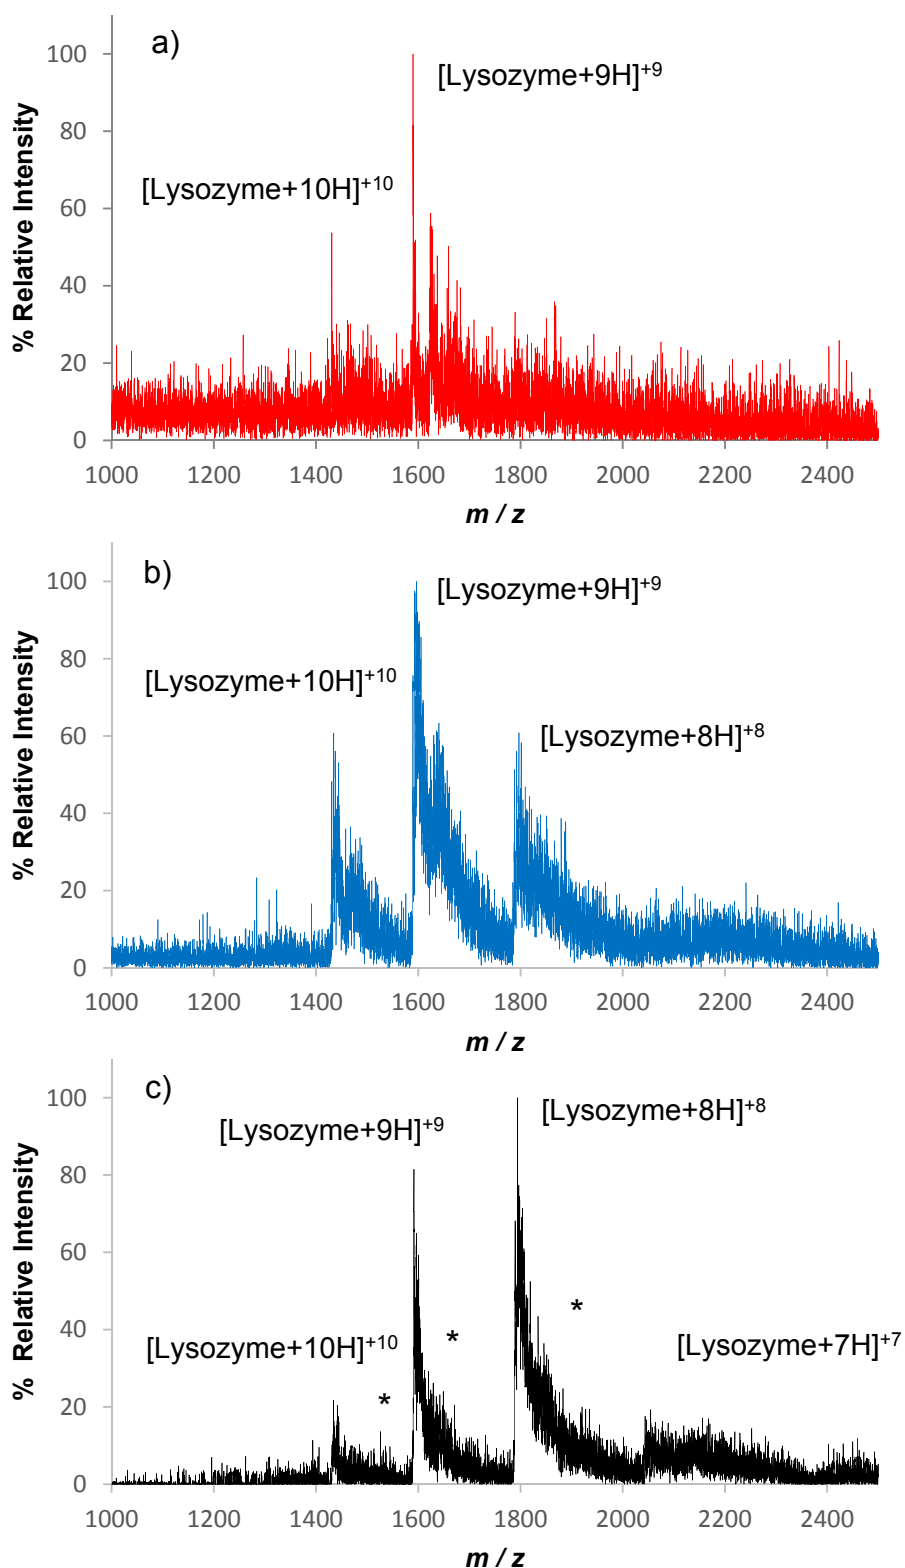 a)
[Lysozyme+9H]+9
[Lysozyme+10H]+10
% Relative Intensity
100
80
60
40
20
0
1000 1200 1400 1600 1800 2000 2200 2400
m / z
b)
[Lysozyme+9H]+9
[Lysozyme+10H]+10
[Lysozyme+8H]+8
% Relative Intensity
100
80
60
40
20
0
1000 1200 1400 1600 1800 2000 2200 2400
m / z
c)
[Lysozyme+8H]+8
[Lysozyme+9H]+9
*
*
[Lysozyme+10H]+10
[Lysozyme+7H]+7
*
% Relative Intensity
100
80
60
40
20
0
1000 1200 1400 1600 1800 2000 2200 2400
m / z